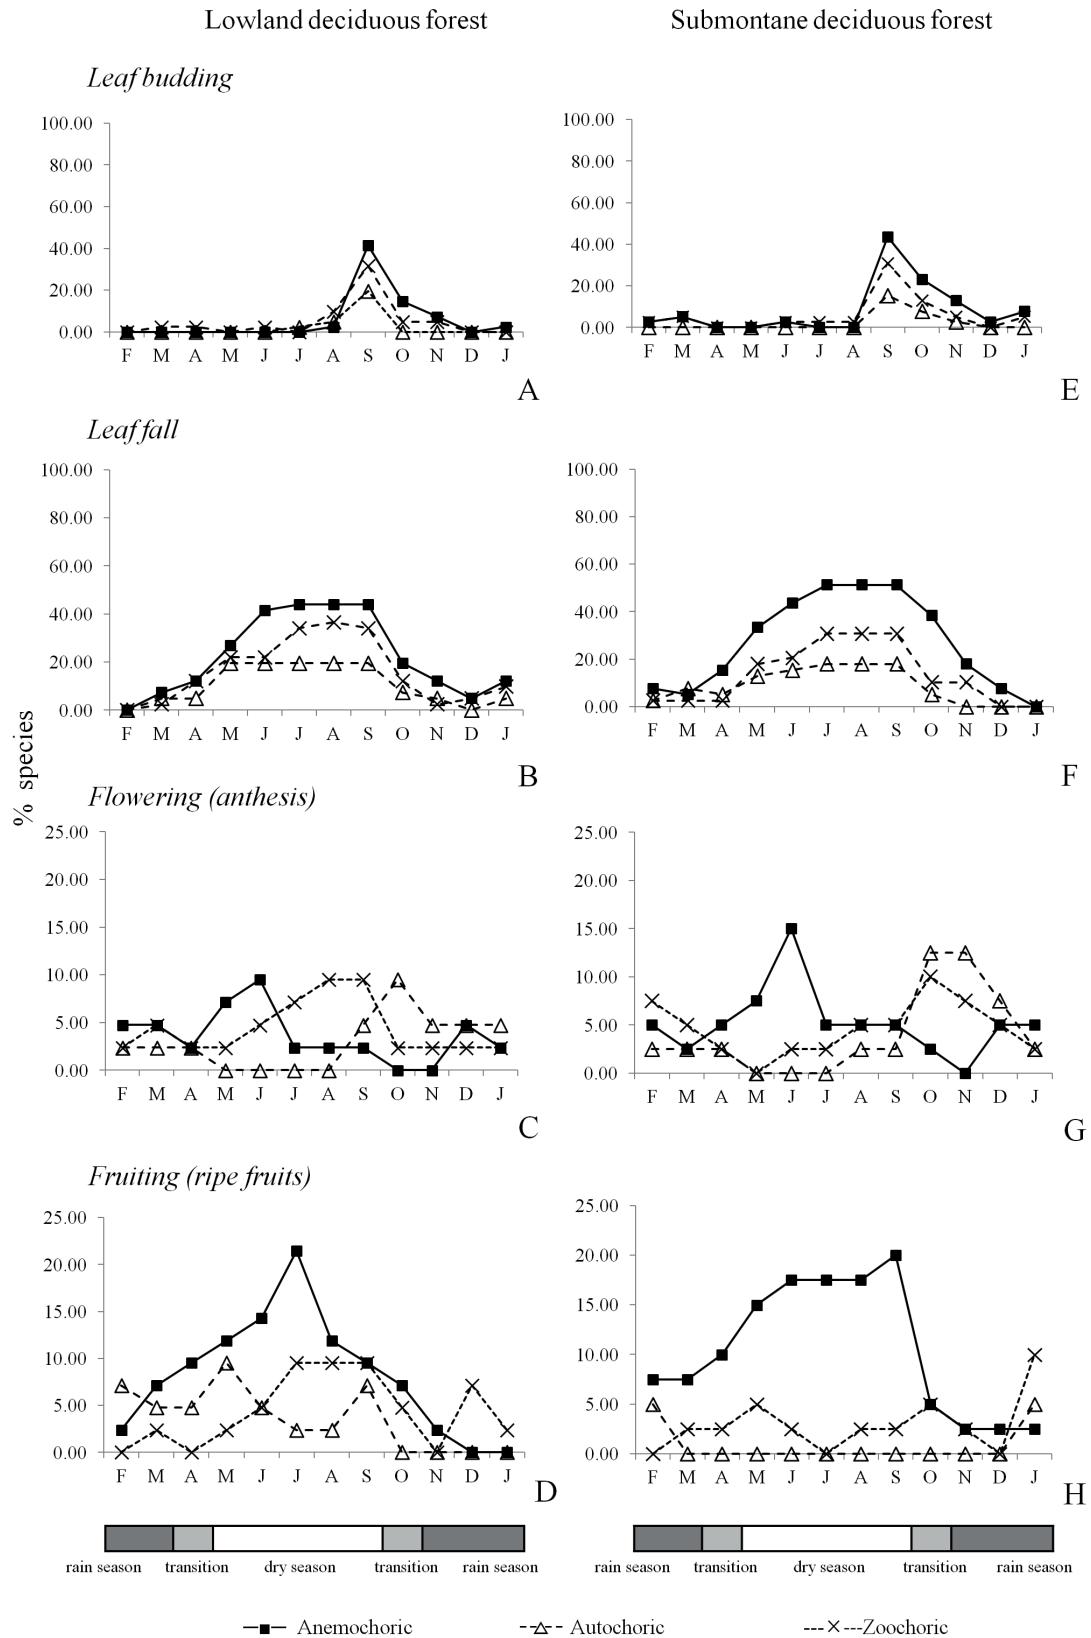 Lowland deciduous forest Submontane deciduous forest
Leaf budding
100.00
80.00
60.00
40.00
20.00
0.00
F M A M J J A S O N D J
A
100.00
80.00
60.00
40.00
20.00
0.00
F M A M J J A S O N D J
E
Leaf fall
100.00
80.00
60.00
40.00
20.00
0.00
F M A M J J A S O N D J
B
100.00
80.00
60.00
40.00
20.00
0.00
F M A M J J A S O N D J
F
% species
Flowering (anthesis)
25.00
20.00
15.00
10.00
5.00
0.00
F M A M J J A S O N D J
C
25.00
20.00
15.00
10.00
5.00
0.00
F M A M J J A S O N D J
G
Fruiting (ripe fruits)
25.00
20.00
15.00
10.00
5.00
0.00
F M A M J J A S O N D J
D
25.00
20.00
15.00
10.00
5.00
0.00
F M A M J J A S O N D J
H
rain season transition dry season transition rain season
rain season transition dry season transition rain season
Anemochoric Autochoric Zoochoric